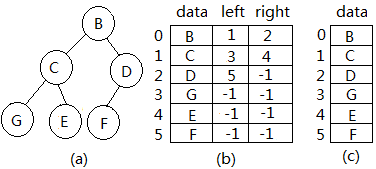 B
C
D
G
E
F
(a)
data left right
0 B 1 2
1 C 3 4
2 D 5 -1
3 G -1 -1
4 E -1 -1
5 F -1 -1
(b)
data
0 B
1 C
2 D
3 G
4 E
5 F
(c)